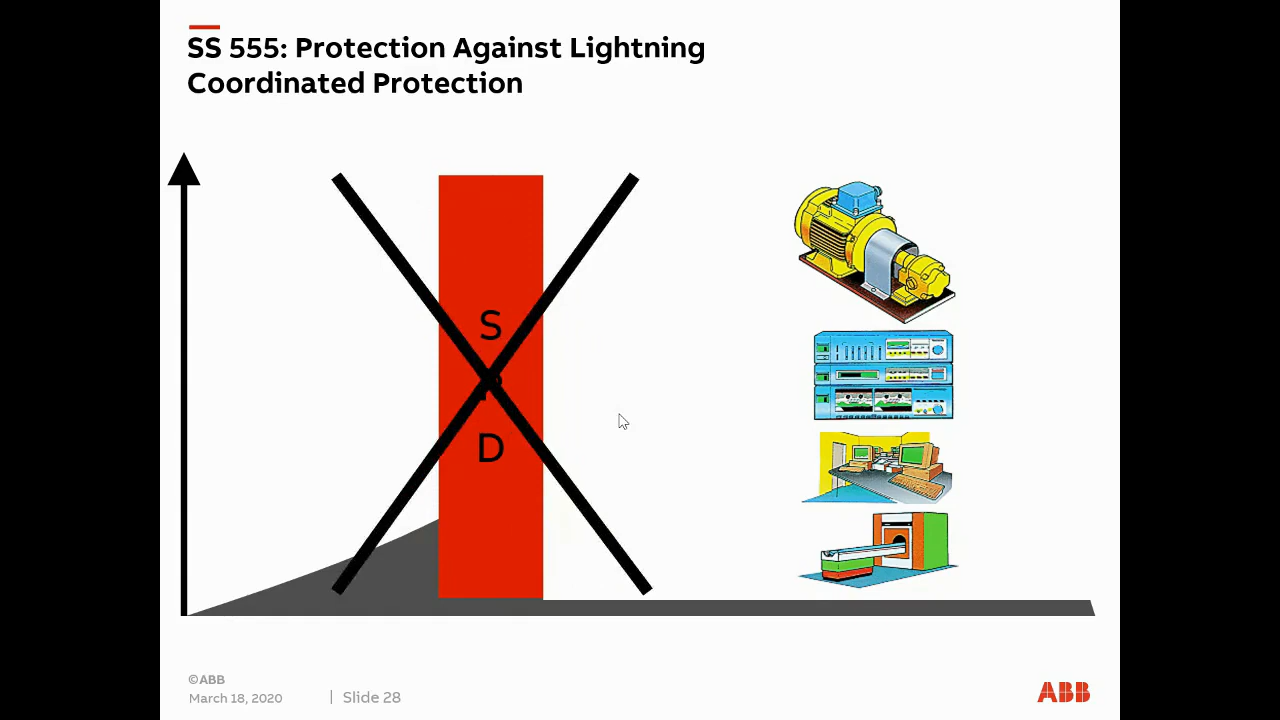 SS 555: Protection Against Lightning
Coordinated Protection
S
P
D
©ABB
March 18, 2020 | Slide 28
ABB